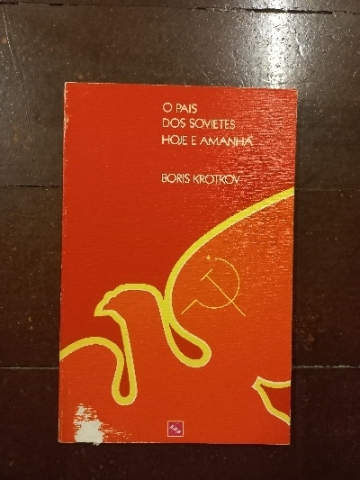 O PAIS
DOS SOVIETES
HOJE E AMANHÃ
BORIS KROTKOV